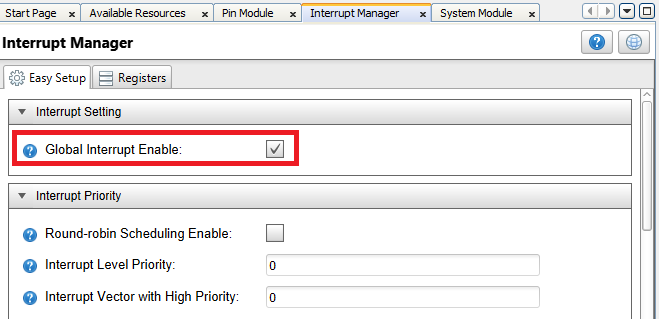 Start Page × Available Resources × Pin Module × Interrupt Manager × System Module ×
Interrupt Manager
Easy Setup Registers
Interrupt Setting
Global Interrupt Enable:
Interrupt Priority
Round-robin Scheduling Enable:
Interrupt Level Priority: 0
Interrupt Vector with High Priority: 0